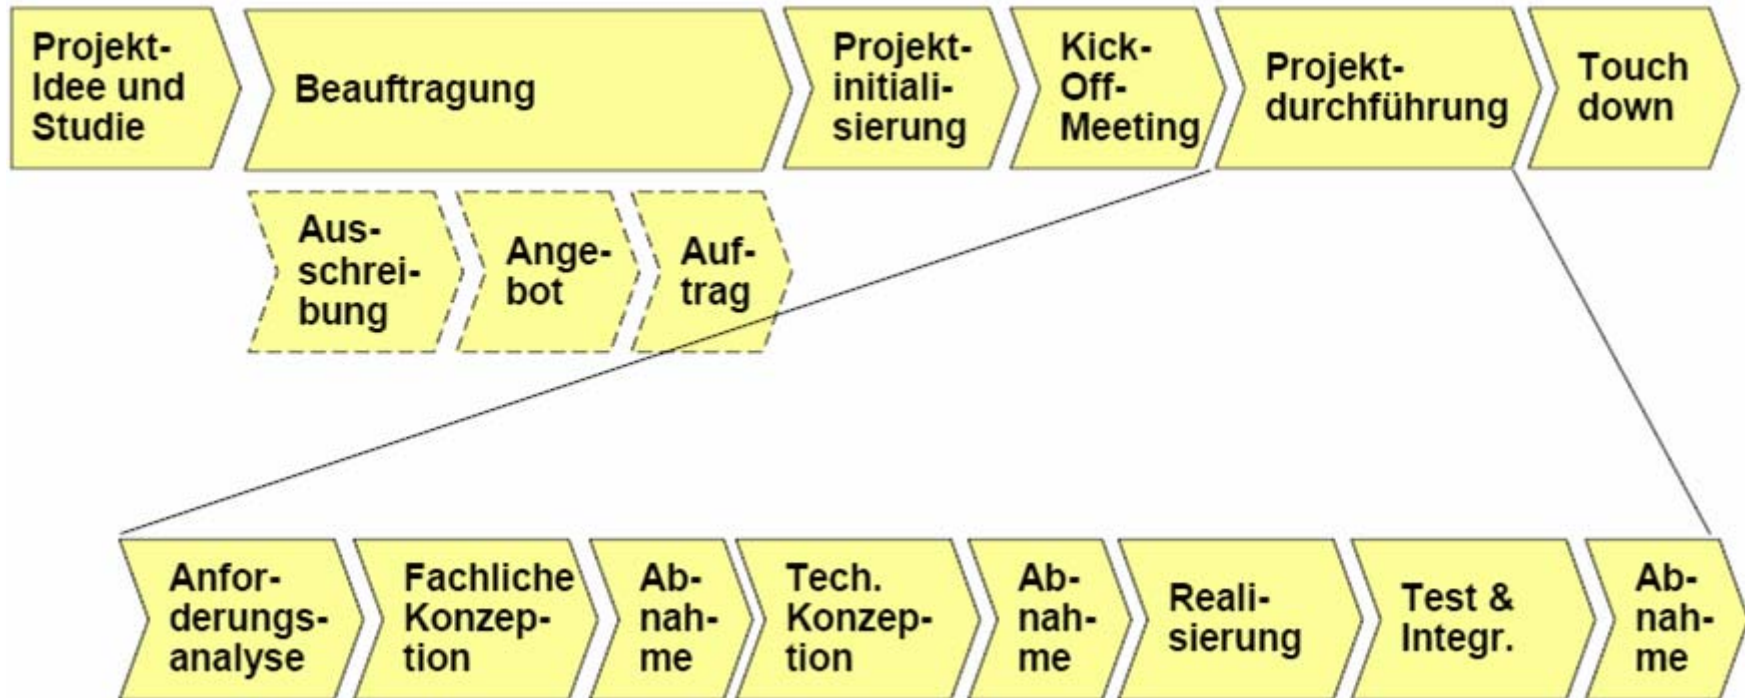 Projekt-
Idee und
Studie
Beauftragung
Projekt-
initiali-
sierung
Kick-
Off-
Meeting
Projekt-
durchführung
Touch
down
Aus-
schrei-
bung
Ange-
bot
Auf-
trag
Anfor-
derungs-
analyse
Fachliche
Konzep-
tion
Ab-
nah-
me
Tech.
Konzep-
tion
Ab-
nah-
me
Reali-
sierung
Test &
Integr.
Ab-
nah-
me